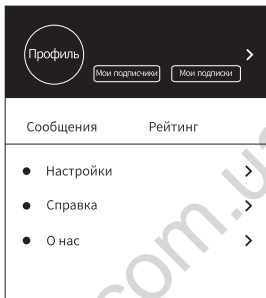 Профиль
Мои подписчики Мои подписки
Сообщения Рейтинг
Настройки
Справка
О нас